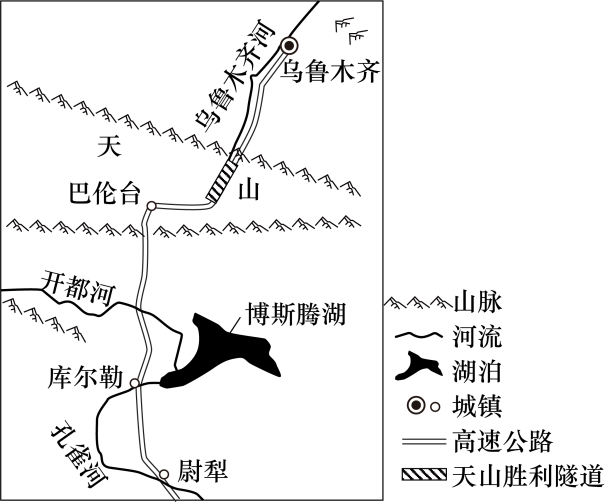 乌鲁木齐河
乌鲁木齐
天
山
巴伦台
开都河
博斯腾湖
库尔勒
孔雀河
尉犁
山脉
河流
湖泊
城镇
高速公路
天山胜利隧道